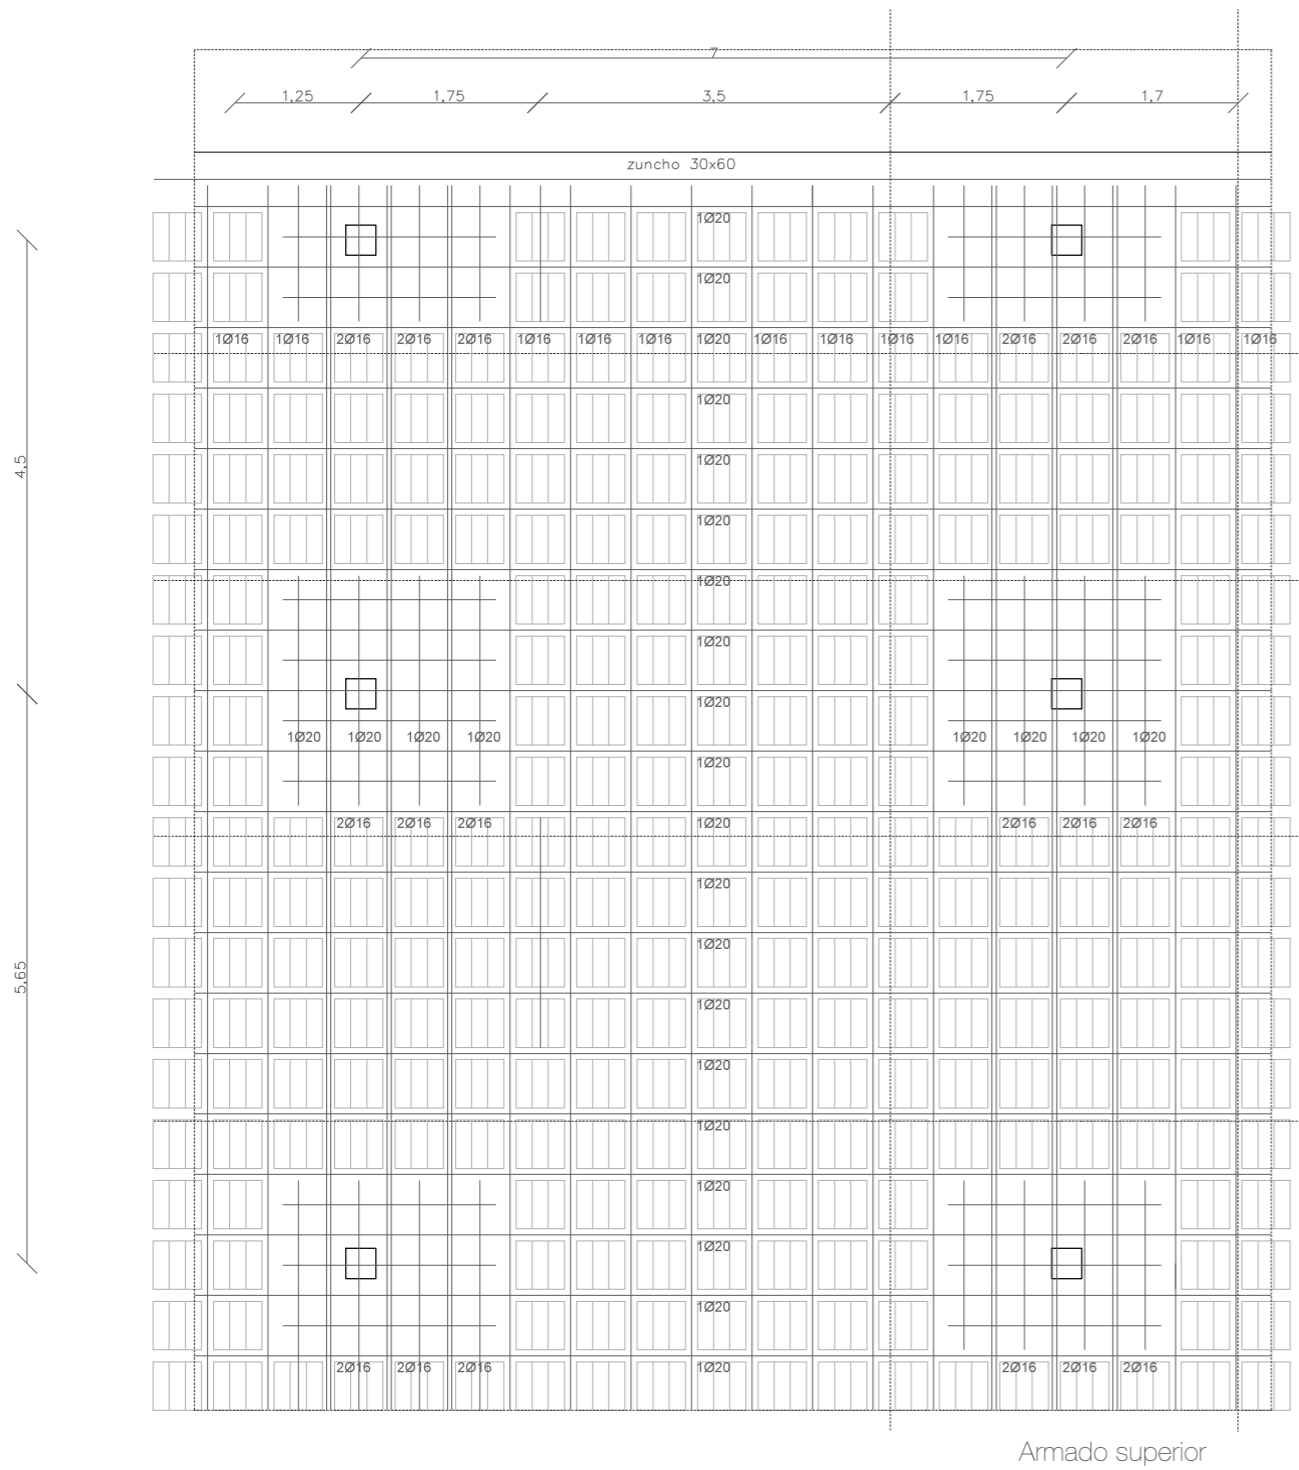 7
1,25 1,75 3,5 1,75 1,7
zuncho 30x60
1Ø20
1Ø20
1Ø16 1Ø16 2Ø16 2Ø16 2Ø16 1Ø16 1Ø16 1Ø16 1Ø20 1Ø16 1Ø16 1Ø16 1Ø16 2Ø16 2Ø16 2Ø16 1Ø16 1Ø16
1Ø20
4,5
1Ø20
1Ø20
1Ø20
1Ø20
1Ø20
1Ø20 1Ø20 1Ø20 1Ø20 1Ø20 1Ø20 1Ø20 1Ø20
1Ø20
2Ø16 2Ø16 2Ø16 1Ø20 2Ø16 2Ø16 2Ø16
1Ø20
1Ø20
5,65
1Ø20
1Ø20
1Ø20
1Ø20
1Ø20
1Ø20
2Ø16 2Ø16 2Ø16 1Ø20 2Ø16 2Ø16 2Ø16
Armado superior